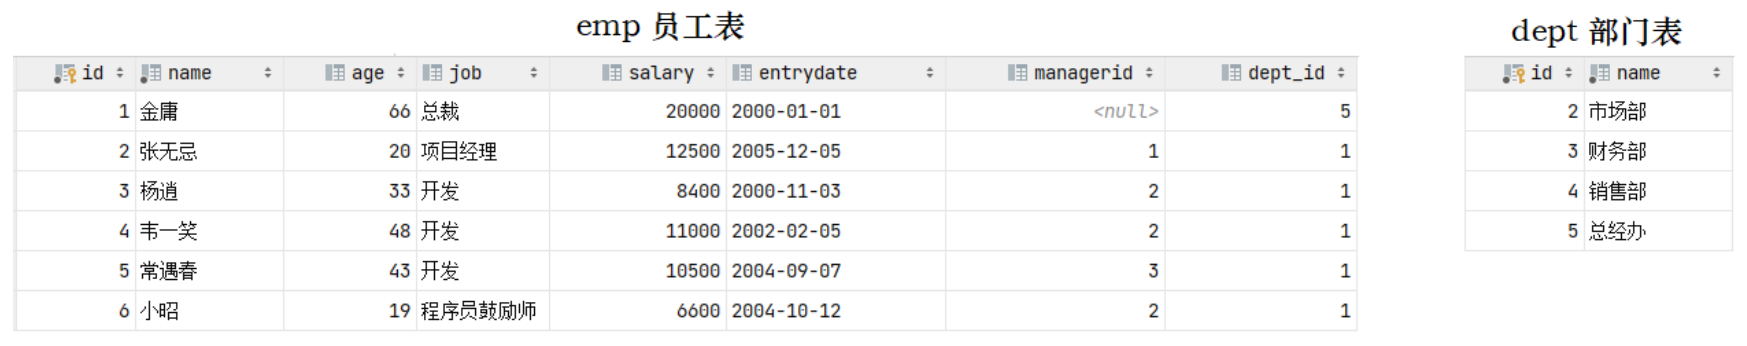 emp 员工表
dept 部门表
id name age job salary entrydate managerid dept_id
1 金庸 66 总裁 20000 2000-01-01 <null> 5
2 张无忌 20 项目经理 12500 2005-12-05 1 1
3 杨逍 33 开发 8400 2000-11-03 2 1
4 韦一笑 48 开发 11000 2002-02-05 2 1
5 常遇春 43 开发 10500 2004-09-07 3 1
6 小昭 19 程序员鼓励师 6600 2004-10-12 2 1
id name
2 市场部
3 财务部
4 销售部
5 总经办